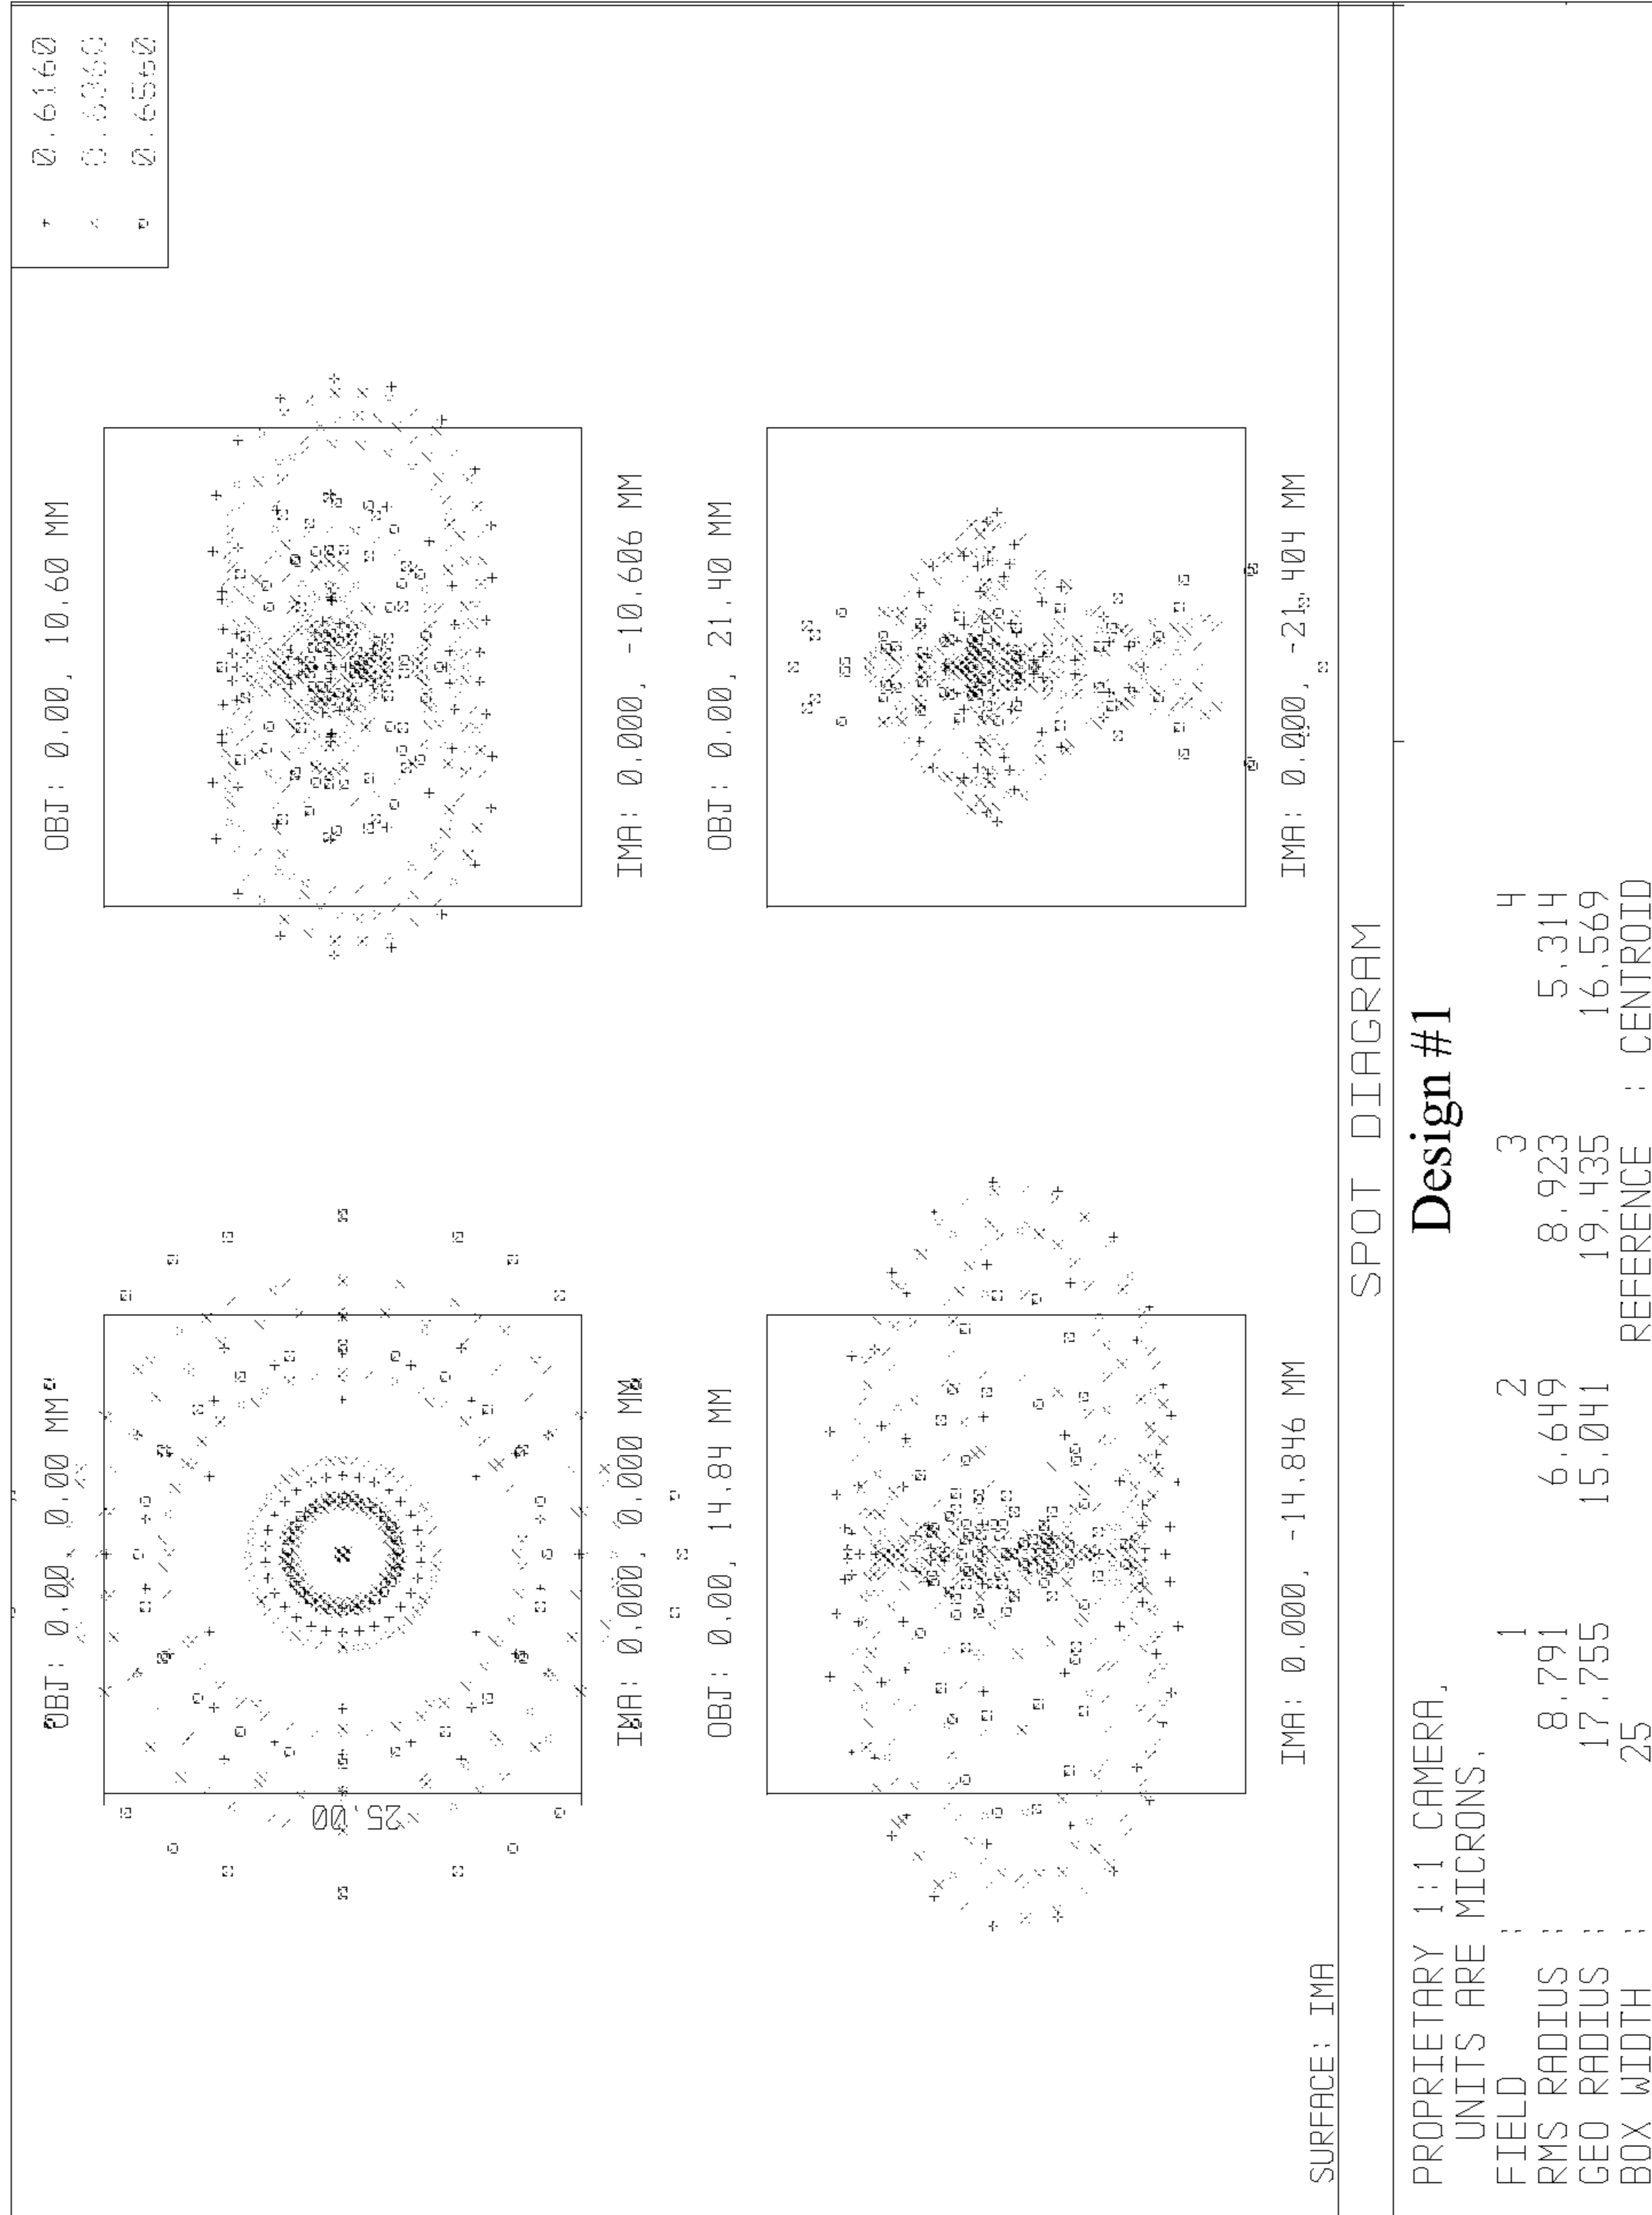 + 0.6160
× 0.6360
0.6560
OBJ: 0.00, 0.00 MM
OBJ: 0.00, 10.60 MM
25.00
IMA: 0.000, 0.000 MM
IMA: 0.000, -10.606 MM
OBJ: 0.00, 14.84 MM
OBJ: 0.00, 21.40 MM
IMA: 0.000, -14.846 MM
IMA: 0.000, -21.404 MM
SURFACE: IMA
SPOT DIAGRAM
Design #1
PROPRIETARY 1:1 CAMERA.
UNITS ARE MICRONS.
FIELD : 1 2 3 4
RMS RADIUS : 8.791 6.649 8.923 5.314
GEO RADIUS : 17.755 15.041 19.435 16.569
BOX WIDTH : 25 REFERENCE : CENTROID